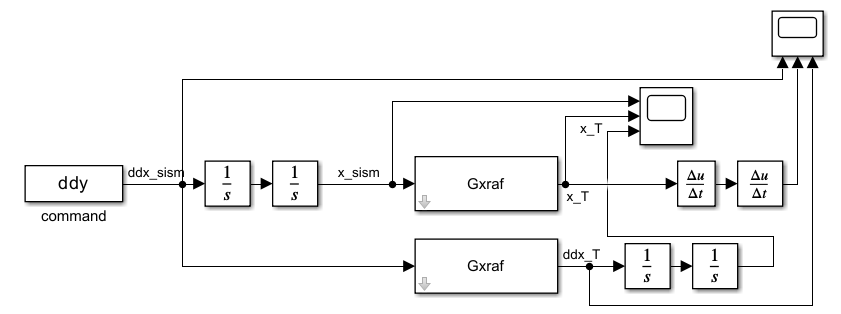 x_T
ddx_sism
ddy
command
1
s
1
s
x_sism
Gxraf
x_T
Δu
Δt
Δu
Δt
Gxraf
ddx_T
1
s
1
s